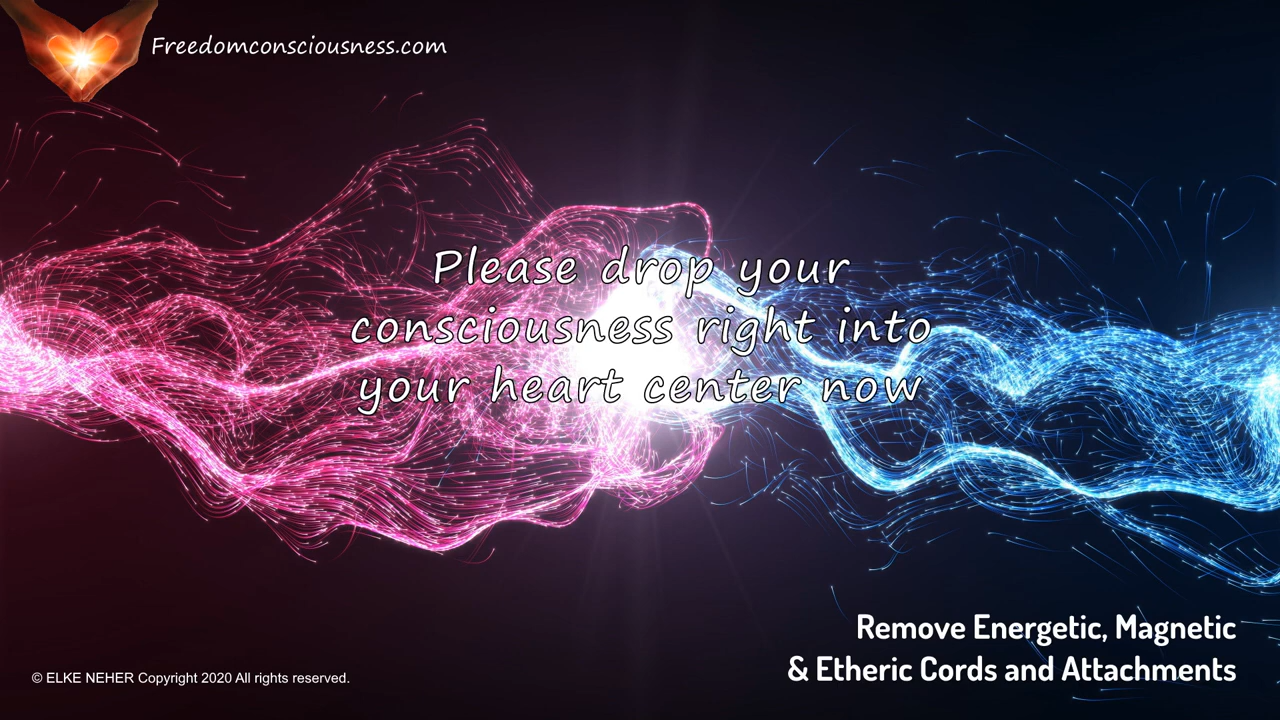 Freedomconsciousness.com
Please drop your
consciousness right into
your heart center now
Remove Energetic, Magnetic
& Etheric Cords and Attachments
© ELKE NEHER Copyright 2020 All rights reserved.